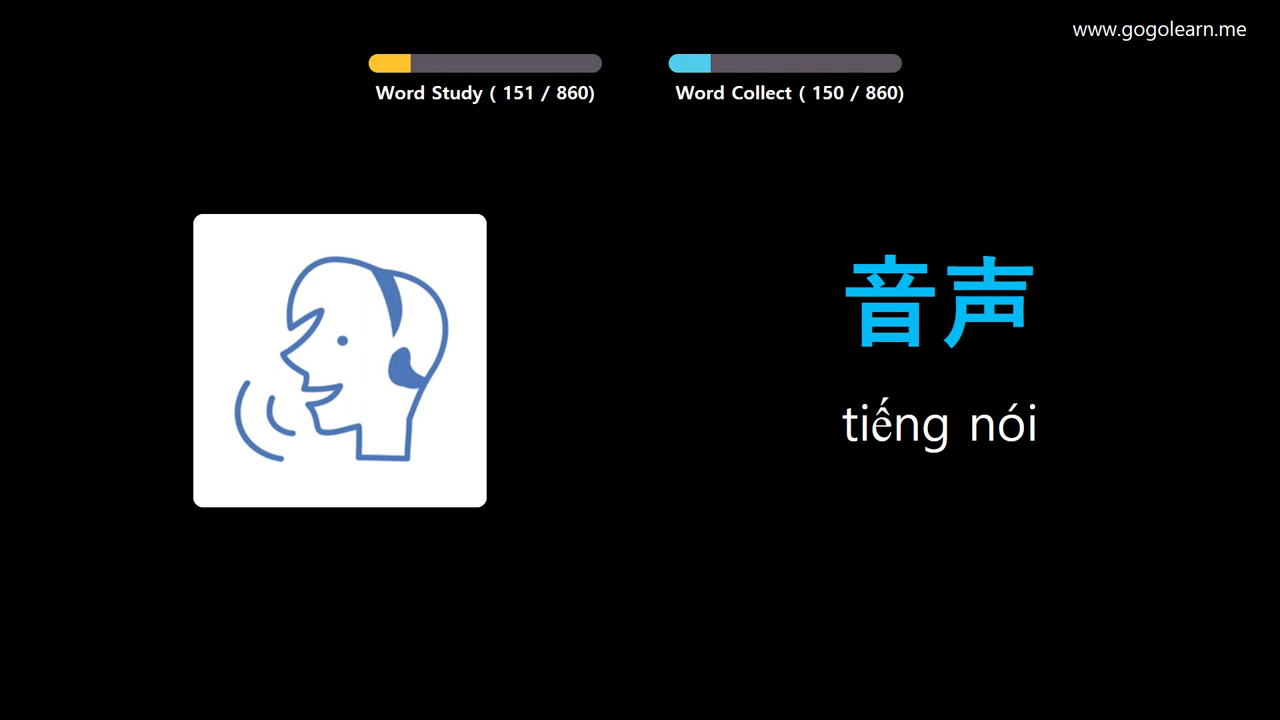 www.gogolearn.me
Word Study ( 151 / 860)
Word Collect ( 150 / 860)
音声
tiếng nói